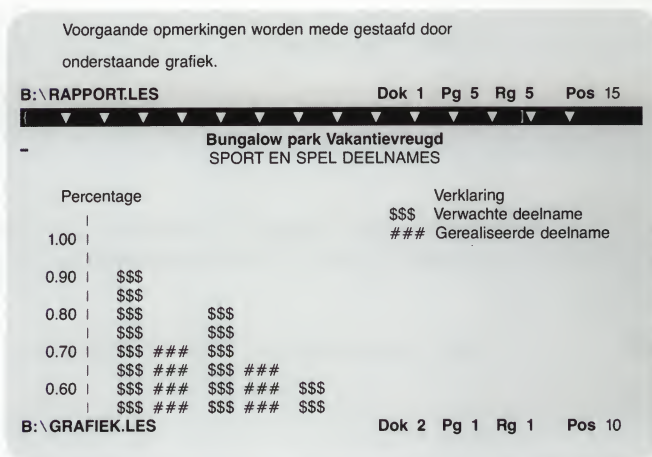 Voorgaande opmerkingen worden mede gestaafd door
onderstaande grafiek.
B:\RAPPORT.LES Dok 1 Pg 5 Rg 5 Pos 15
Bungalow park Vakantievreugd
SPORT EN SPEL DEELNAMES
Percentage Verklaring
$$$ Verwachte deelname
1.00 ### Gerealiseerde deelname
0.90 $$$
$$$
0.80 $$$ $$$
$$$ $$$
0.70 $$$ ### $$$
$$$ ### $$$ ###
0.60 $$$ ### $$$ ### $$$
$$$ ### $$$ ### $$$
B:\GRAFIEK.LES Dok 2 Pg 1 Rg 1 Pos 10